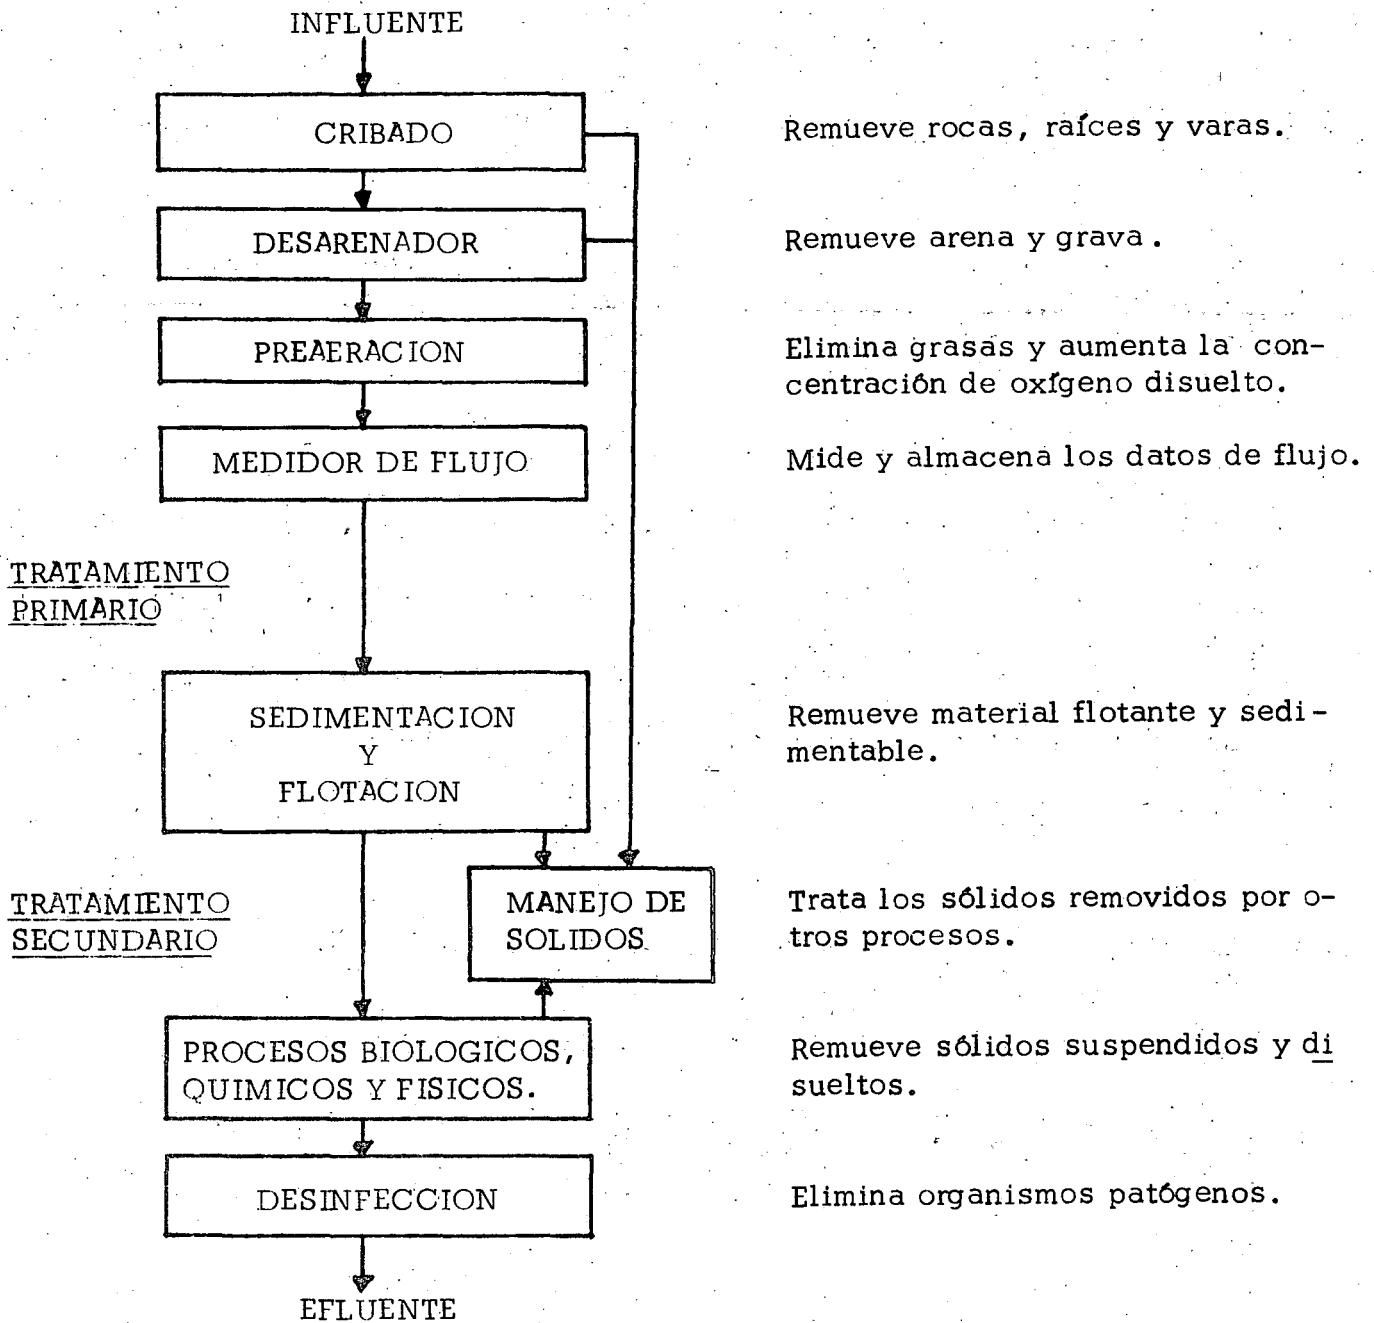 INFLUENTE
CRIBADO
Remueve rocas, raíces y varas.
DESARENADOR
Remueve arena y grava.
PREAERACION
Elimina grasas y aumenta la con-
centración de oxígeno disuelto.
MEDIDOR DE FLUJO
Mide y almacena los datos de flujo.
TRATAMIENTO
PRIMARIO
SEDIMENTACION
Y
FLOTACION
Remueve material flotante y sedi-
mentable.
TRATAMIENTO
SECUNDARIO
MANEJO DE
SOLIDOS
Trata los sólidos removidos por o-
tros procesos.
PROCESOS BIOLOGICOS,
QUIMICOS Y FISICOS.
Remueve sólidos suspendidos y di
sueltos.
DESINFECCION
Elimina organismos patógenos.
EFLUENTE